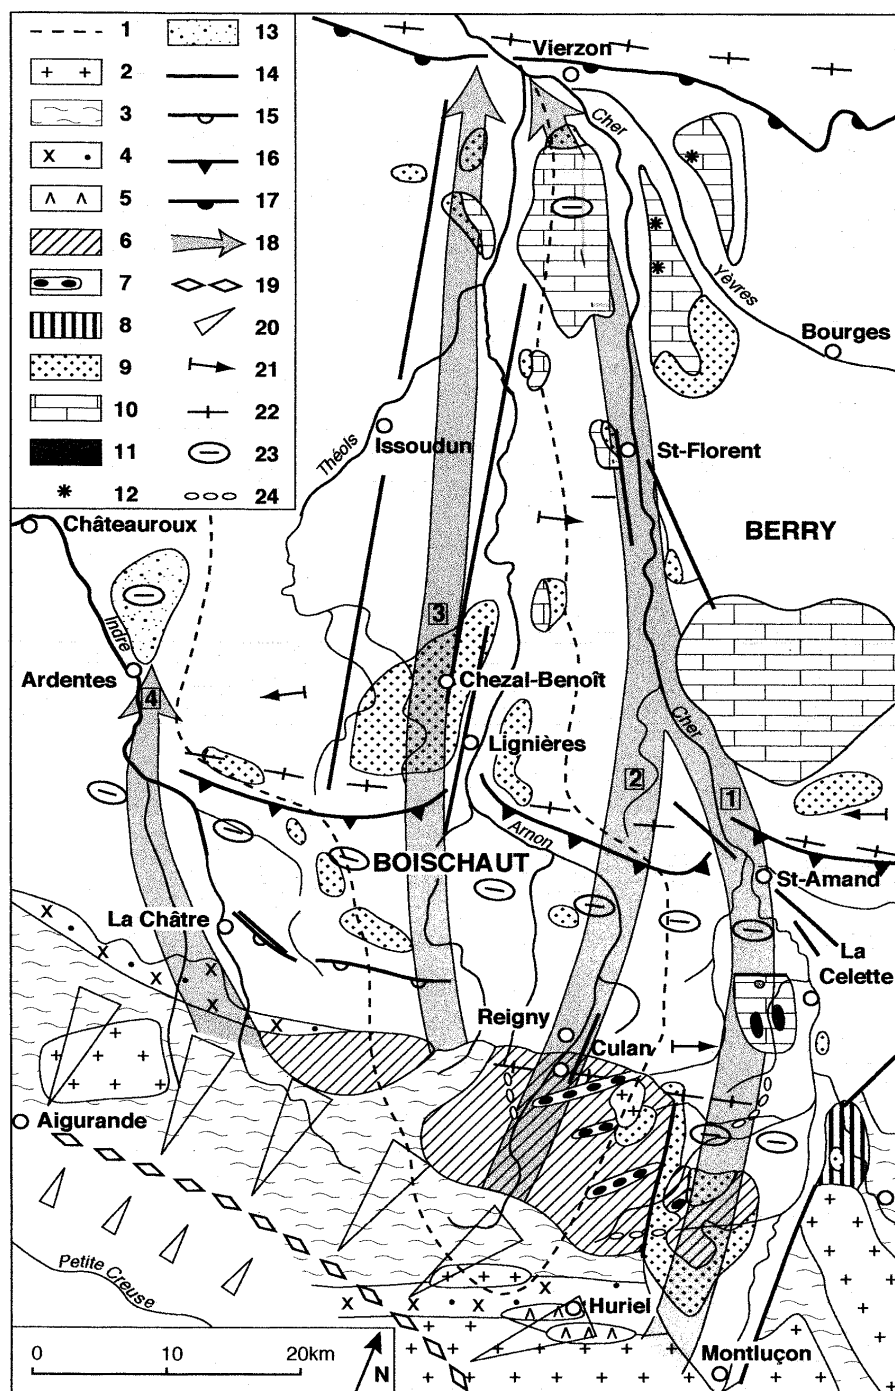 1
2
3
4
5
6
7
8
9
10
11
12
13
14
15
16
17
18
19
20
21
22
23
24
Vierzon
Cher
Yèvres
Bourges
Théols
Issoudun
St-Florent
Châteauroux
BERRY
Indre
3
Ardentes
4
Chezal-Benoît
Cher
Lignières
2
1
Arnon
BOISCHAUT
St-Amand
La Châtre
La
Celette
Reigny
Culan
Aigurande
Petite Creuse
Huriel
Montluçon
0 10 20km
N